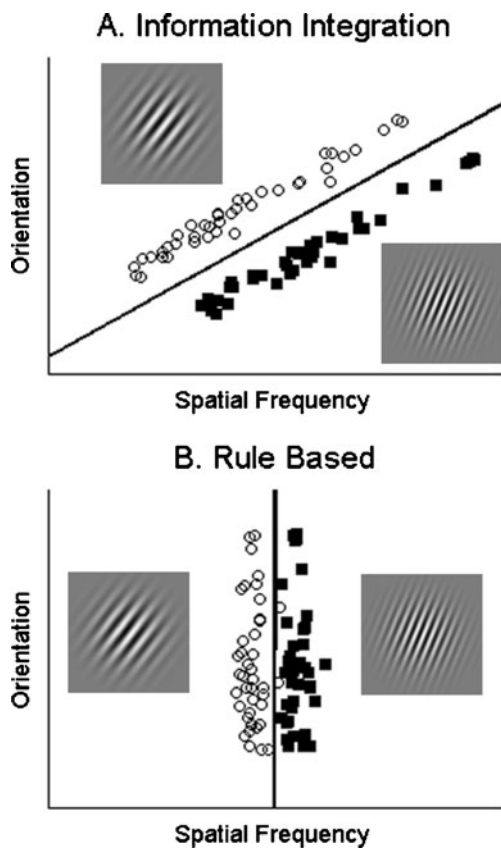 A. Information Integration
Orientation
Spatial Frequency
B. Rule Based
Orientation
Spatial Frequency